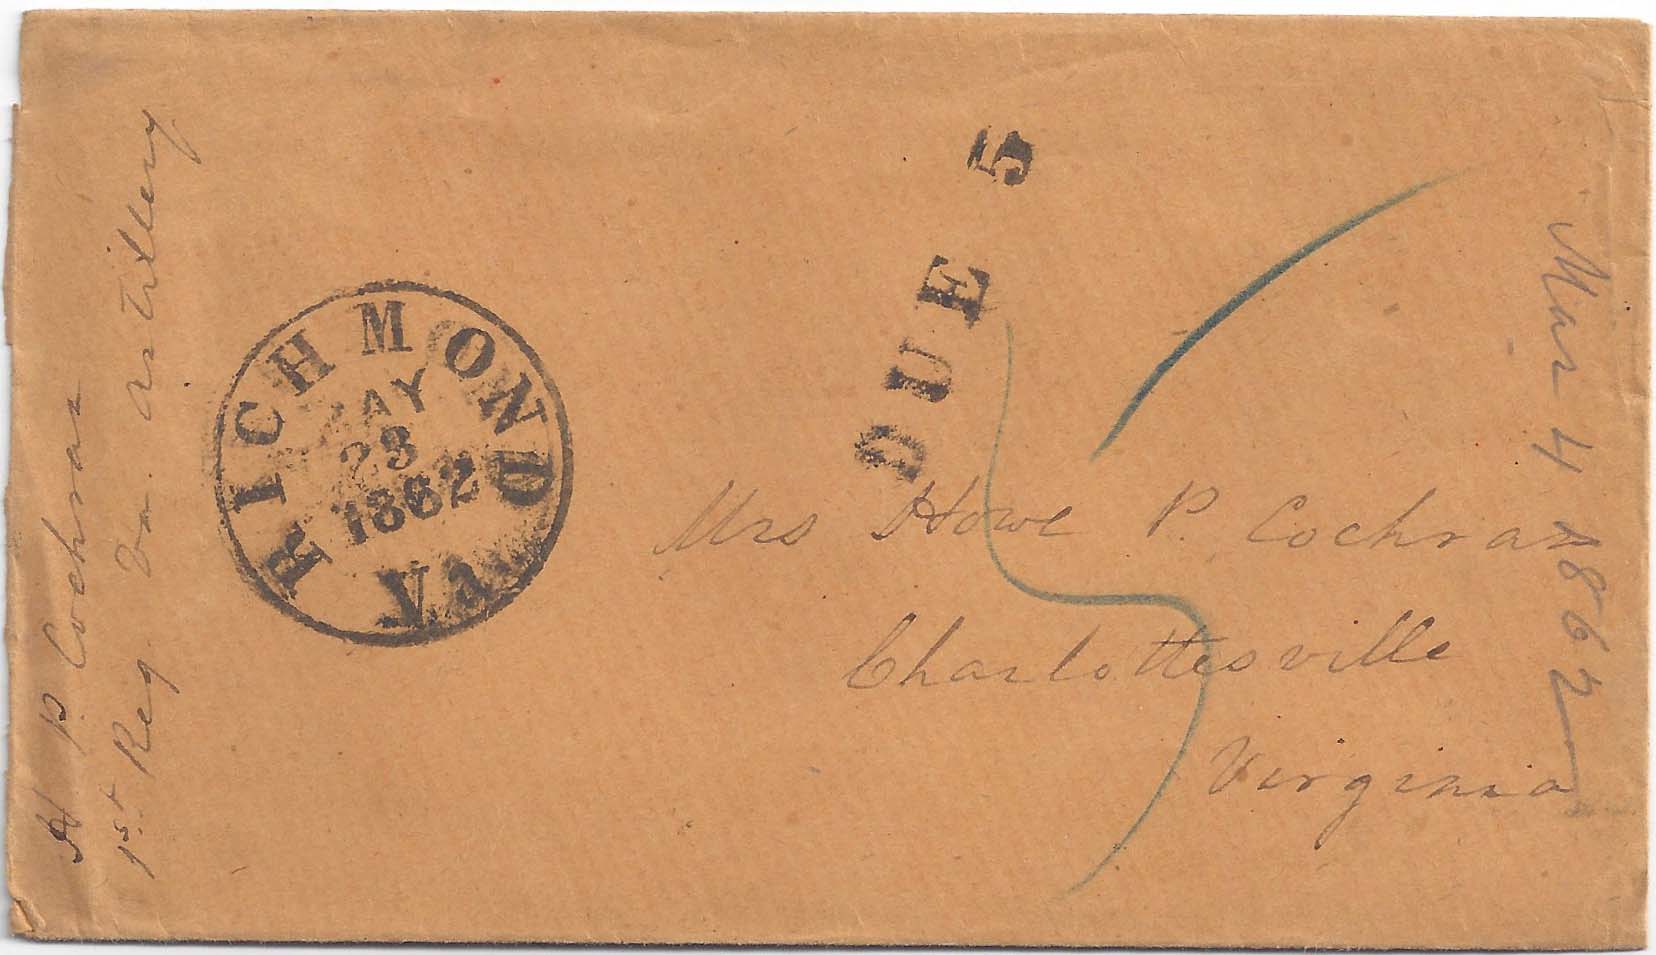 H P. Cochran
1st Reg Va. artillery
RICHMOND Va.
MAY
23
1862
DUE 5
5
Mrs Howe P. Cochran
Charlottesville
Virginia
Mar 4 1862